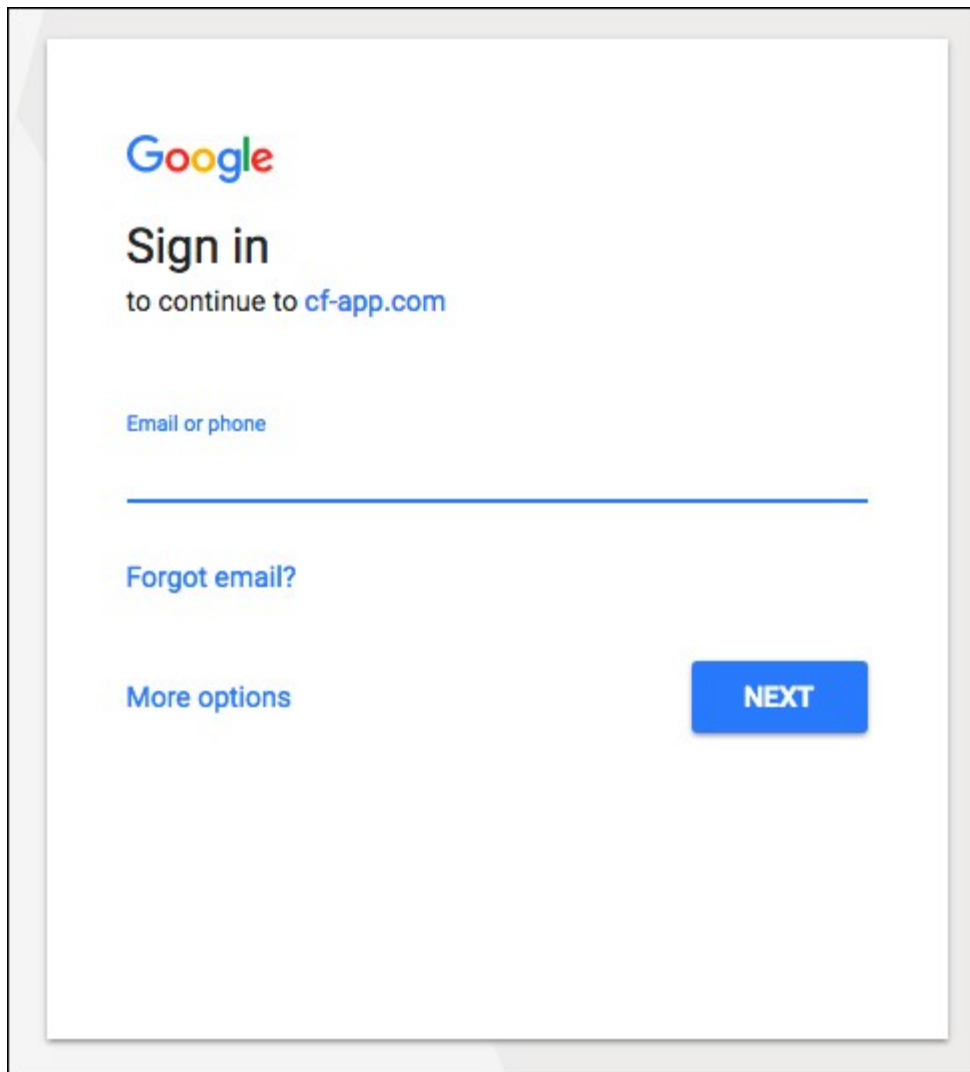 Google
Sign in
to continue to cf-app.com
Email or phone
Forgot email?
More options
NEXT